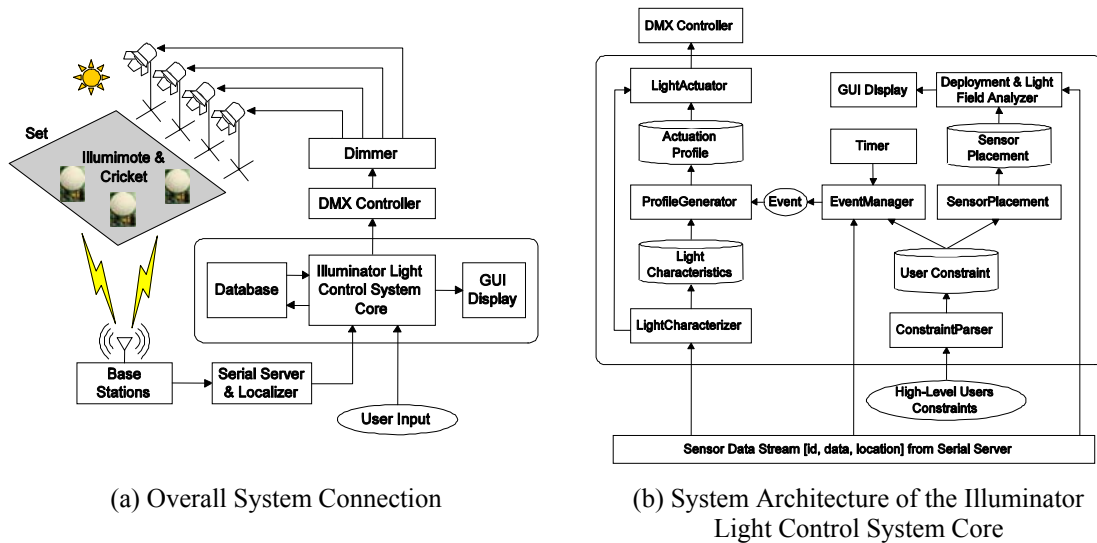 Set
Illumimote &
Cricket
Dimmer
DMX Controller
Database
Illuminator Light
Control System
Core
GUI
Display
Base
Stations
Serial Server
& Localizer
User Input
(a) Overall System Connection
DMX Controller
LightActuator
GUI Display
Deployment & Light
Field Analyzer
Actuation
Profile
Timer
Sensor
Placement
ProfileGenerator
Event
EventManager
SensorPlacement
Light
Characteristics
User Constraint
LightCharacterizer
ConstraintParser
High-Level Users
Constraints
Sensor Data Stream [id, data, location] from Serial Server
(b) System Architecture of the Illuminator
Light Control System Core